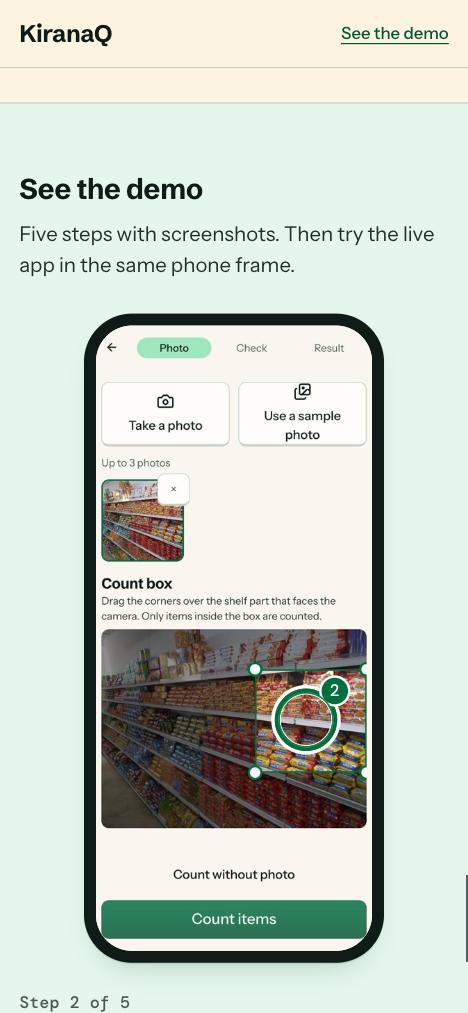 KiranaQ
See the demo
See the demo
Five steps with screenshots. Then try the live
app in the same phone frame.
Photo
Check
Result
Take a photo
Use a sample
photo
Up to 3 photos
×
Count box
Drag the corners over the shelf part that faces the
camera. Only items inside the box are counted.
2
Count without photo
Count items
Step 2 of 5